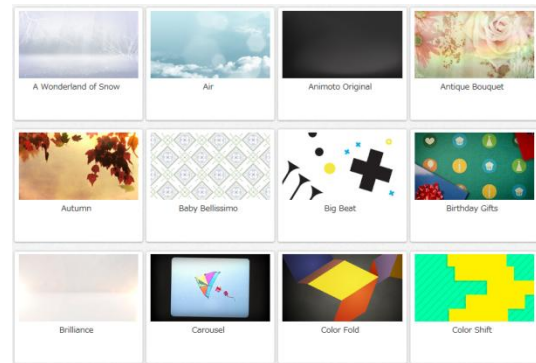 A Wonderland of Snow
Air
Animoto Original
Antique Bouquet
Autumn
Baby Bellissimo
Big Beat
Birthday Gifts
Brilliance
Carousel
Color Fold
Color Shift